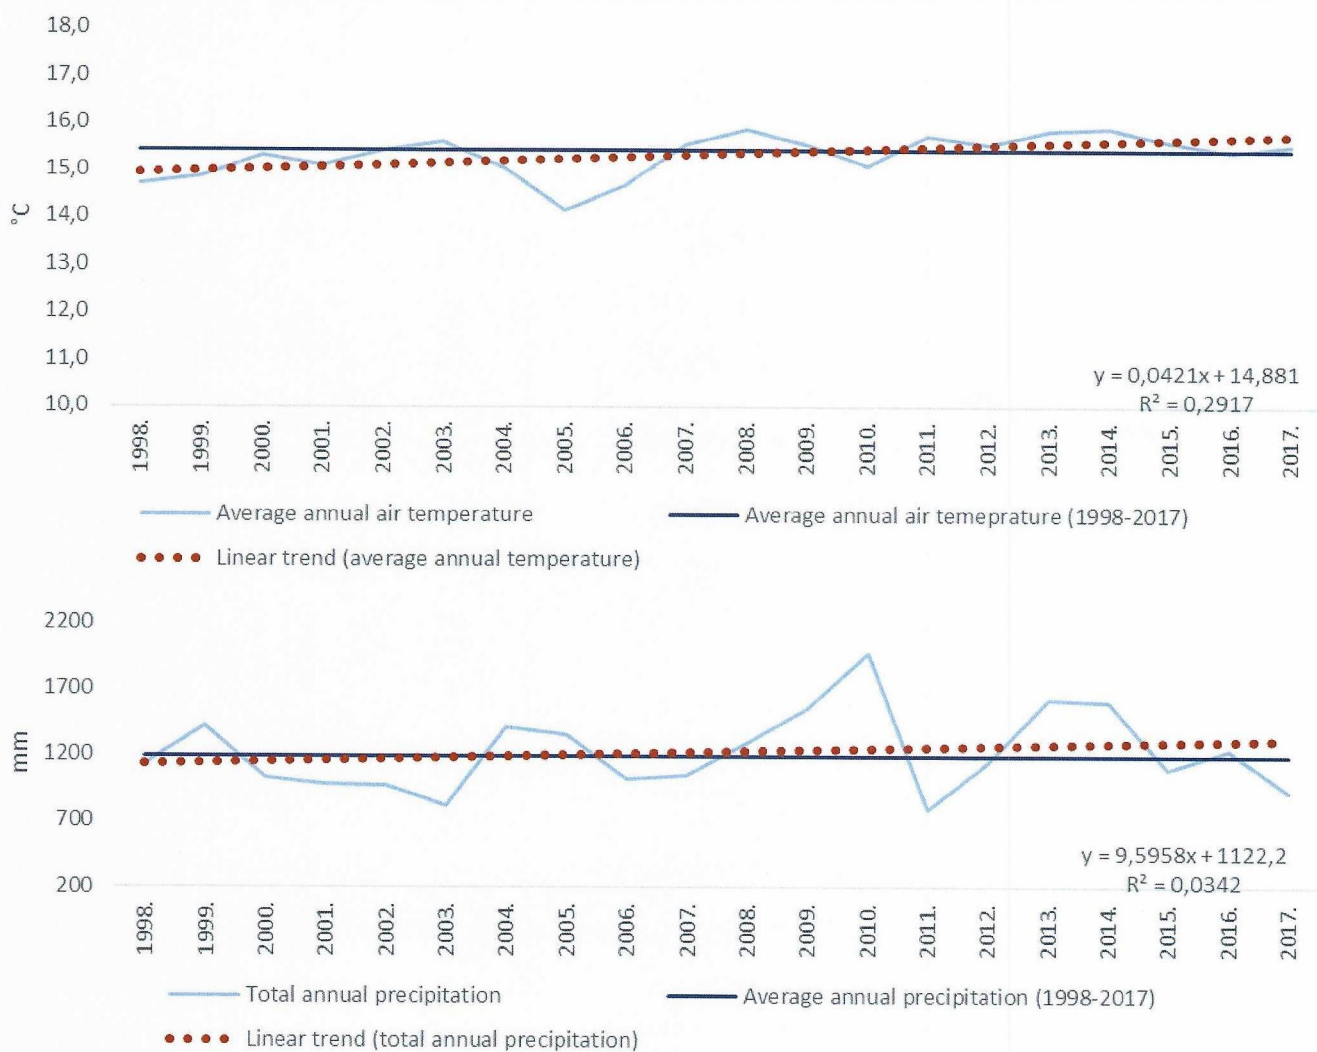 18,0
17,0
16,0
15,0
14,0
13,0
12,0
11,0
10,0
°C
y = 0,0421x + 14,881
R² = 0,2917
1998. 1999. 2000. 2001. 2002. 2003. 2004. 2005. 2006. 2007. 2008. 2009. 2010. 2011. 2012. 2013. 2014. 2015. 2016. 2017.
Average annual air temperature
Average annual air temeprature (1998-2017)
Linear trend (average annual temperature)
2200
1700
1200
700
200
mm
y = 9,5958x + 1122,2
R² = 0,0342
1998. 1999. 2000. 2001. 2002. 2003. 2004. 2005. 2006. 2007. 2008. 2009. 2010. 2011. 2012. 2013. 2014. 2015. 2016. 2017.
Total annual precipitation
Average annual precipitation (1998-2017)
Linear trend (total annual precipitation)